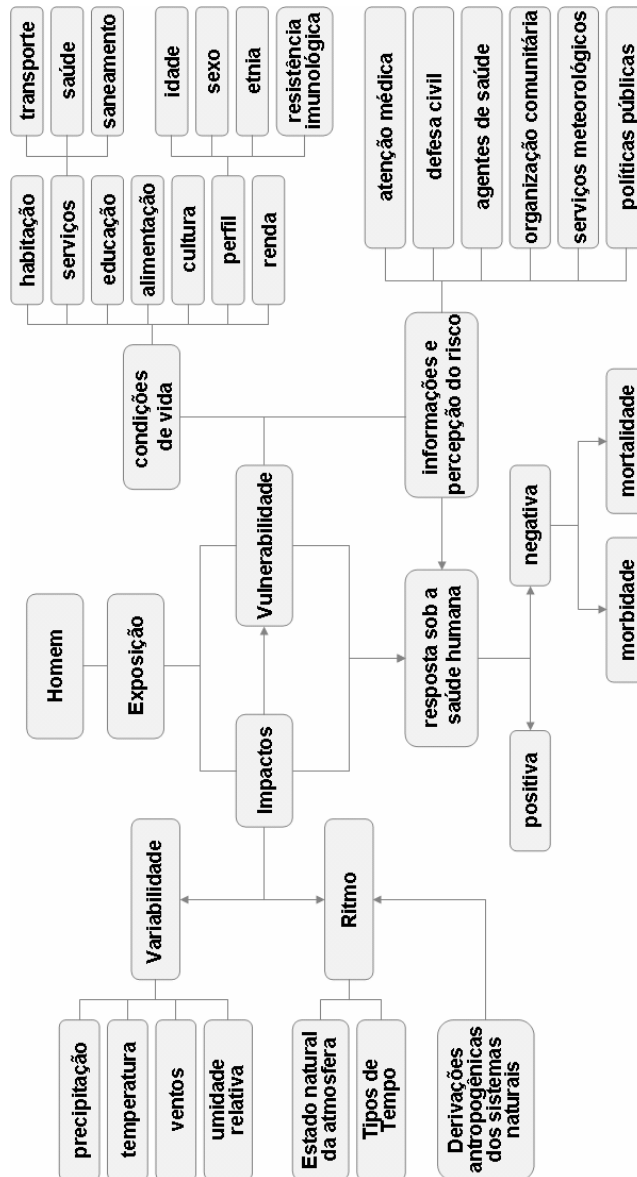 Homem
Exposição
Impactos
Vulnerabilidade
Variabilidade
precipitação
temperatura
ventos
umidade
relativa
Ritmo
Estado natural
da atmosfera
Tipos de
Tempo
Derivações
antropogênicas
dos sistemas
naturais
condições
de vida
habitação
serviços
educação
alimentação
cultura
perfil
renda
transporte
saúde
saneamento
idade
sexo
etnia
resistência
imunológica
informações e
percepção do risco
atenção médica
defesa civil
agentes de saúde
organização comunitária
serviços meteorológicos
políticas públicas
resposta sob a
saúde humana
positiva
negativa
morbidade
mortalidade